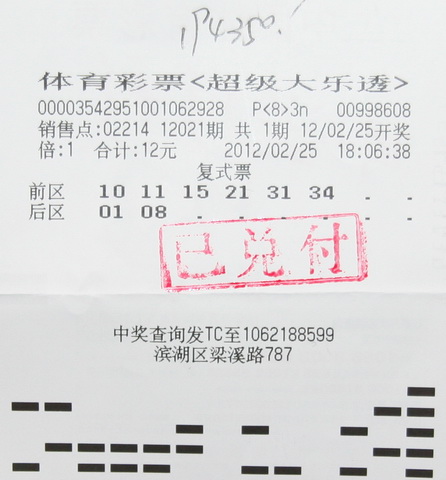 体育彩票<超级大乐透>
00003542951001062928 P<8>3n 00998608
销售点:02214 12021期 共 1期 12/02/25开奖
倍:1 合计:12元 2012/02/25 18:06:38
复式票
前区 10 11 15 21 31 34 . .
后区 01 08 . . . . . .
已兑付
中奖查询发TC至1062188599
滨湖区梁溪路787